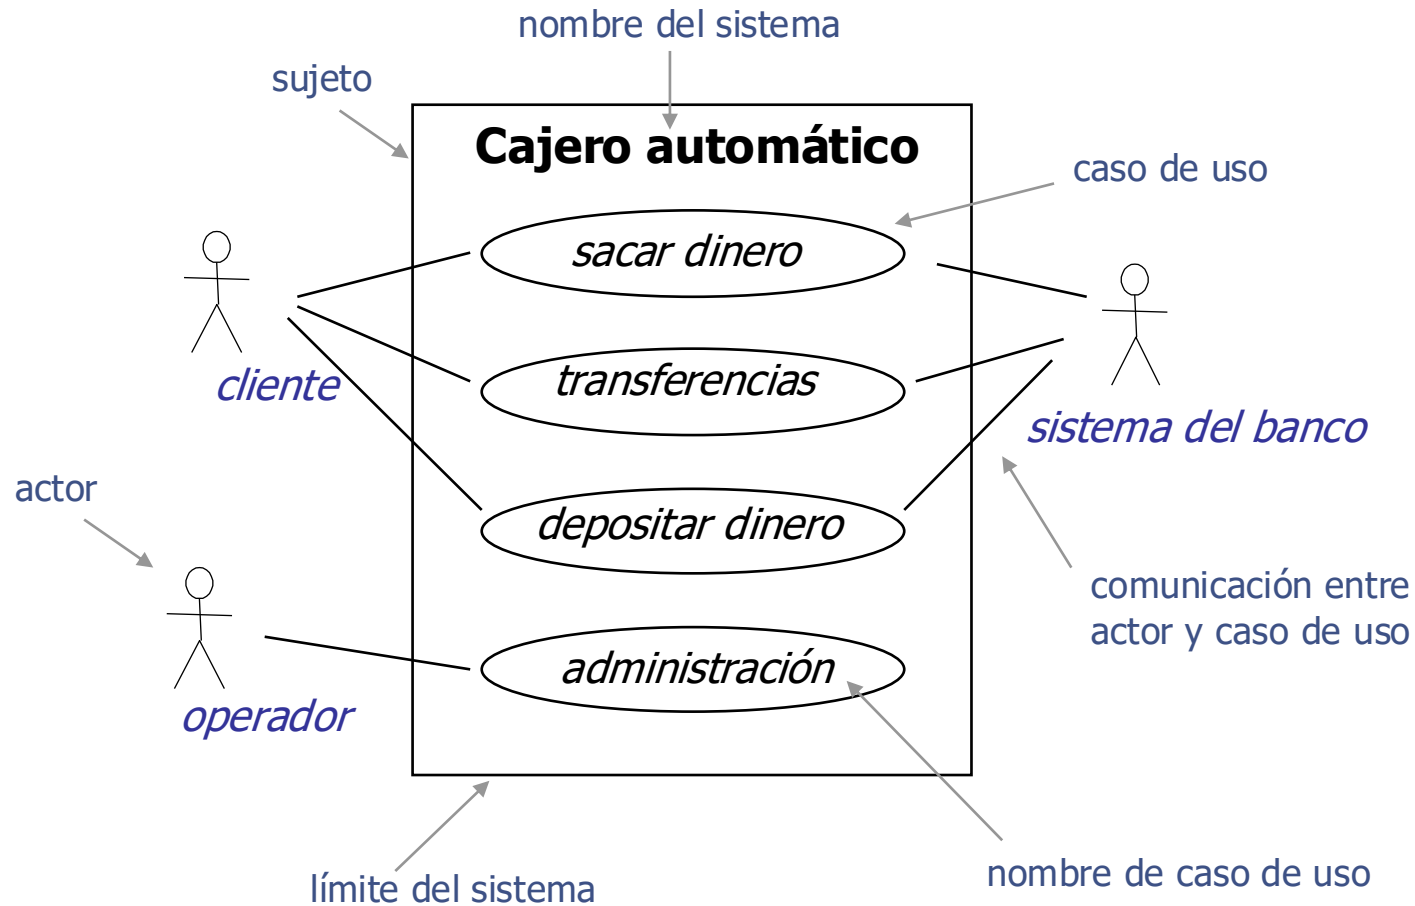 nombre del sistema
sujeto
Cajero automático
caso de uso
sacar dinero
transferencias
cliente
sistema del banco
actor
depositar dinero
comunicación entre
actor y caso de uso
administración
operador
nombre de caso de uso
límite del sistema